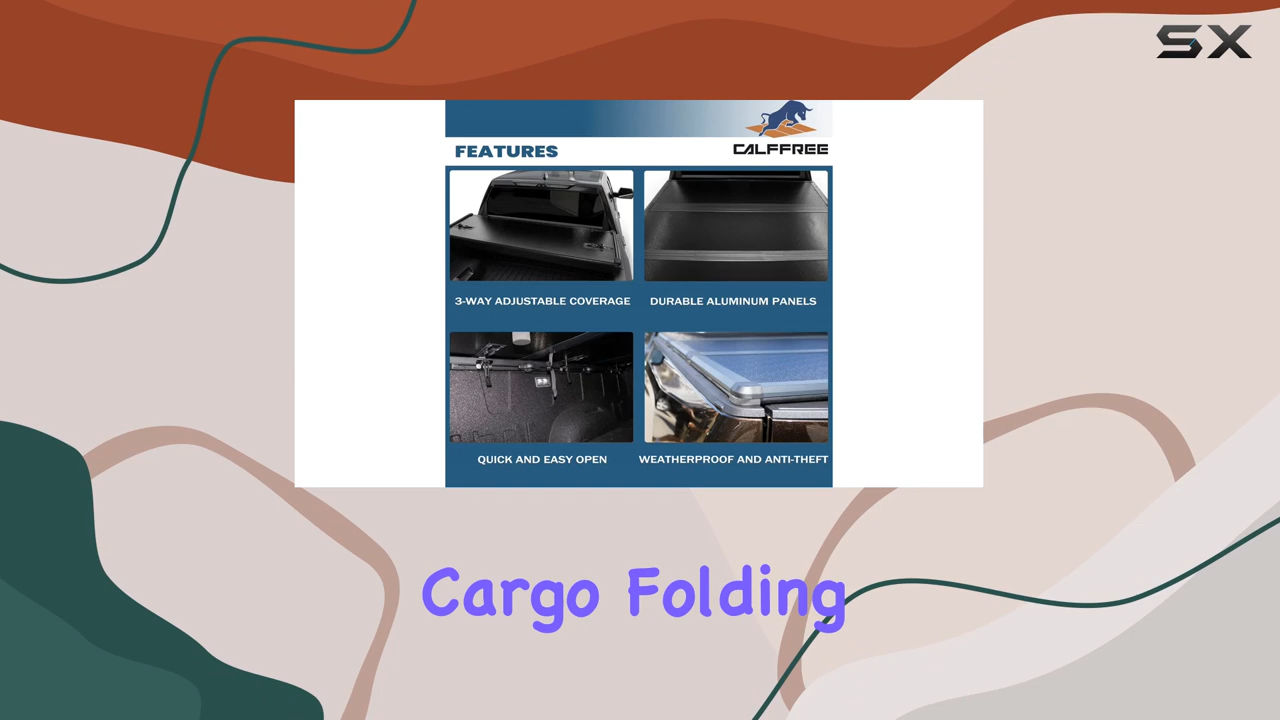 SX
FEATURES
CALFFREE
3-WAY ADJUSTABLE COVERAGE
DURABLE ALUMINUM PANELS
QUICK AND EASY OPEN
WEATHERPROOF AND ANTI-THEFT
Cargo Folding